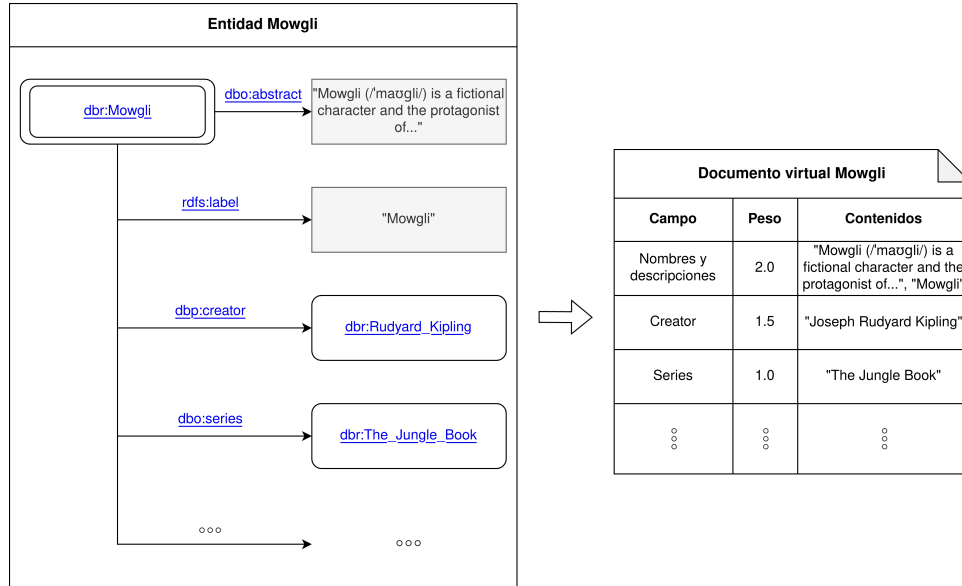 Entidad Mowgli
dbr:Mowgli
dbo:abstract
"Mowgli (/ˈmaʊɡli/) is a fictional
character and the protagonist
of..."
rdfs:label
"Mowgli"
dbp:creator
dbr:Rudyard_Kipling
dbo:series
dbr:The_Jungle_Book
Documento virtual Mowgli
Campo Peso Contenidos
Nombres y
descripciones
2.0
"Mowgli (/ˈmaʊɡli/) is a
fictional character and the
protagonist of...", "Mowgli"
Creator 1.5 "Joseph Rudyard Kipling"
Series 1.0 "The Jungle Book"